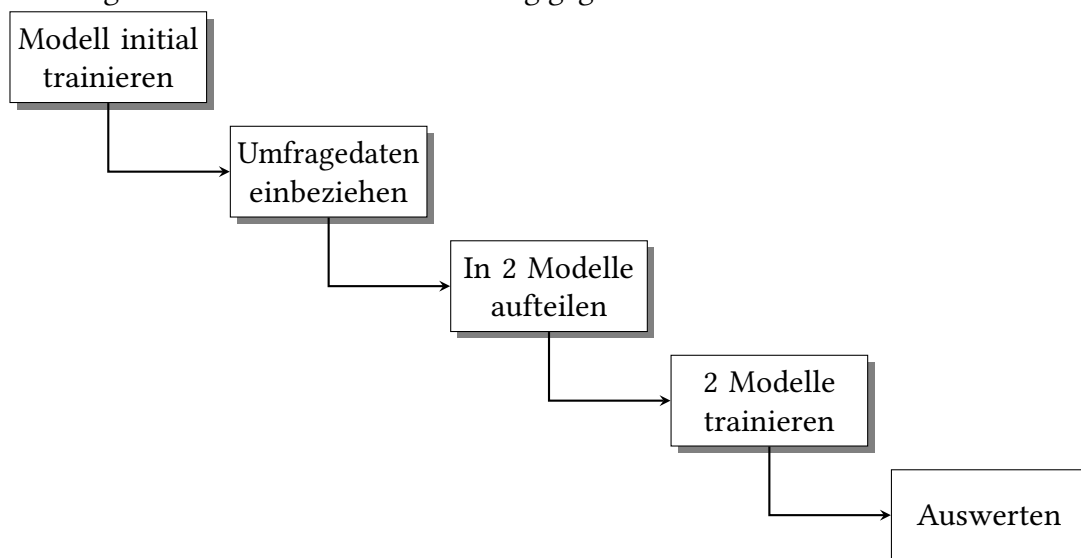 Modell initial
trainieren
Umfragedaten
einbeziehen
In 2 Modelle
aufteilen
2 Modelle
trainieren
Auswerten